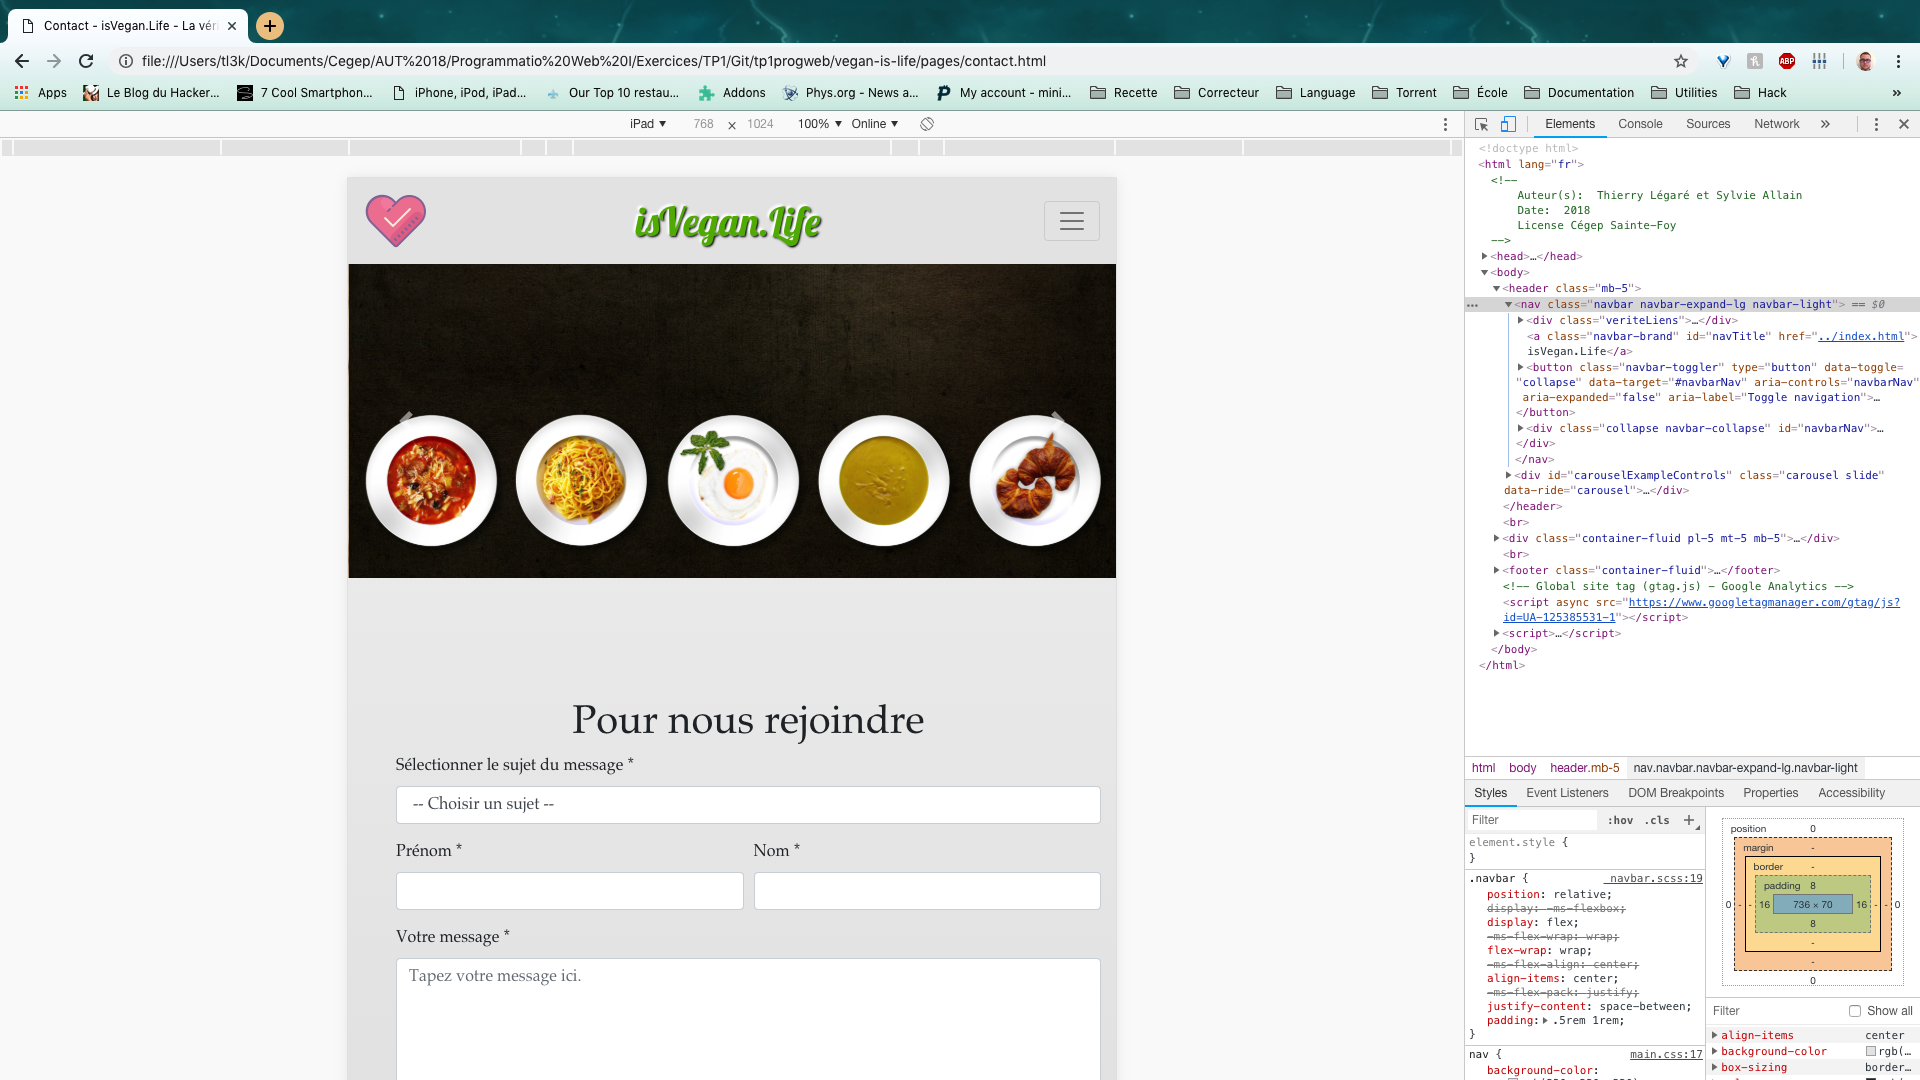 Contact - isVegan.Life - La véri
file:///Users/tl3k/Documents/Cegep/AUT%2018/Programmatio%20Web%20I/Exercices/TP1/Git/tp1progweb/vegan-is-life/pages/contact.html
ABP
Apps Le Blog du Hacker... 7 Cool Smartphon... iPhone, iPod, iPad... Our Top 10 restau... Addons Phys.org - News a... My account - mini... Recette Correcteur Language Torrent École Documentation Utilities Hack »
iPad ▼ 768 x 1024 100% ▼ Online ▼
Elements Console Sources Network »
isVegan.Life
Pour nous rejoindre
Sélectionner le sujet du message *
-- Choisir un sujet --
Prénom * Nom *
Votre message *
Tapez votre message ici.
<!doctype html>
<html lang="fr">
<!--
Auteur(s): Thierry Légaré et Sylvie Allain
Date: 2018
License Cégep Sainte-Foy
-->
▶<head>…</head>
▼<body>
▼<header class="mb-5">
… ▼<nav class="navbar navbar-expand-lg navbar-light"> == $0
▶<div class="veriteLiens">…</div>
<a class="navbar-brand" id="navTitle" href="../index.html">
isVegan.Life</a>
▶<button class="navbar-toggler" type="button" data-toggle=
"collapse" data-target="#navbarNav" aria-controls="navbarNav"
aria-expanded="false" aria-label="Toggle navigation">…
</button>
▶<div class="collapse navbar-collapse" id="navbarNav">…
</div>
</nav>
▶<div id="carouselExampleControls" class="carousel slide"
data-ride="carousel">…</div>
</header>
<br>
▶<div class="container-fluid pl-5 mt-5 mb-5">…</div>
<br>
▶<footer class="container-fluid">…</footer>
<!-- Global site tag (gtag.js) - Google Analytics -->
<script async src="https://www.googletagmanager.com/gtag/js?
id=UA-125385531-1"></script>
▶<script>…</script>
</body>
</html>
html body header.mb-5 nav.navbar.navbar-expand-lg.navbar-light
Styles Event Listeners DOM Breakpoints Properties Accessibility
Filter :hov .cls +
element.style {
}
.navbar { _navbar.scss:19
position: relative;
display: -ms-flexbox;
display: flex;
-ms-flex-wrap: wrap;
flex-wrap: wrap;
-ms-flex-align: center;
align-items: center;
-ms-flex-pack: justify;
justify-content: space-between;
padding:▶.5rem 1rem;
}
nav { main.css:17
background-color:
position 0
margin -
border -
padding 8
0 - - 16 736 × 70 16 - - 0
8
-
-
0
Filter Show all
▶align-items center
▶background-color rgb(…
▶box-sizing border…